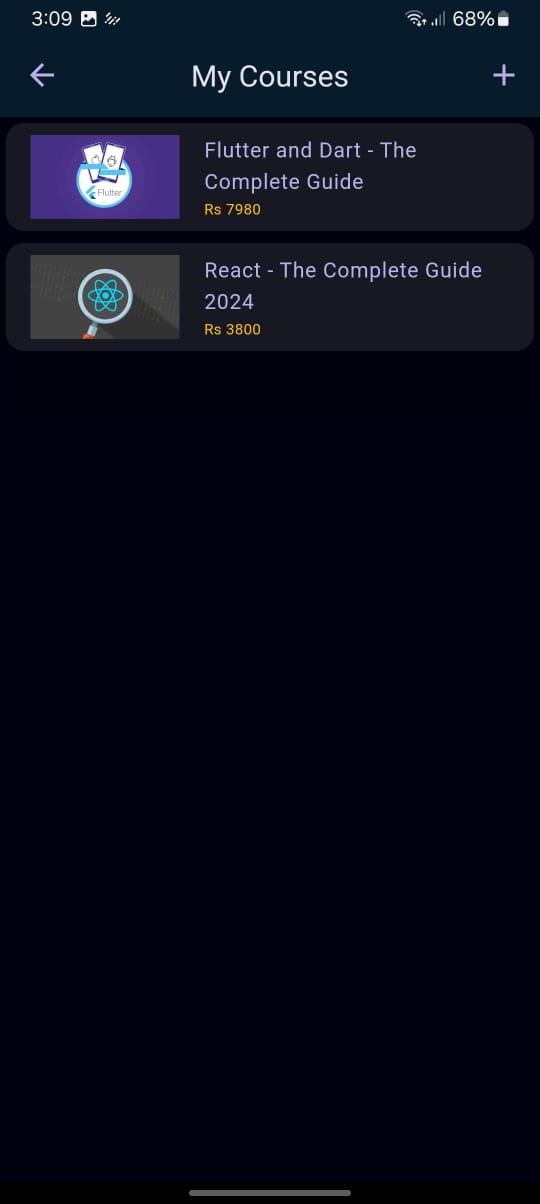 3:09 68%
My Courses
Flutter
Flutter and Dart - The
Complete Guide
Rs 7980
React - The Complete Guide
2024
Rs 3800